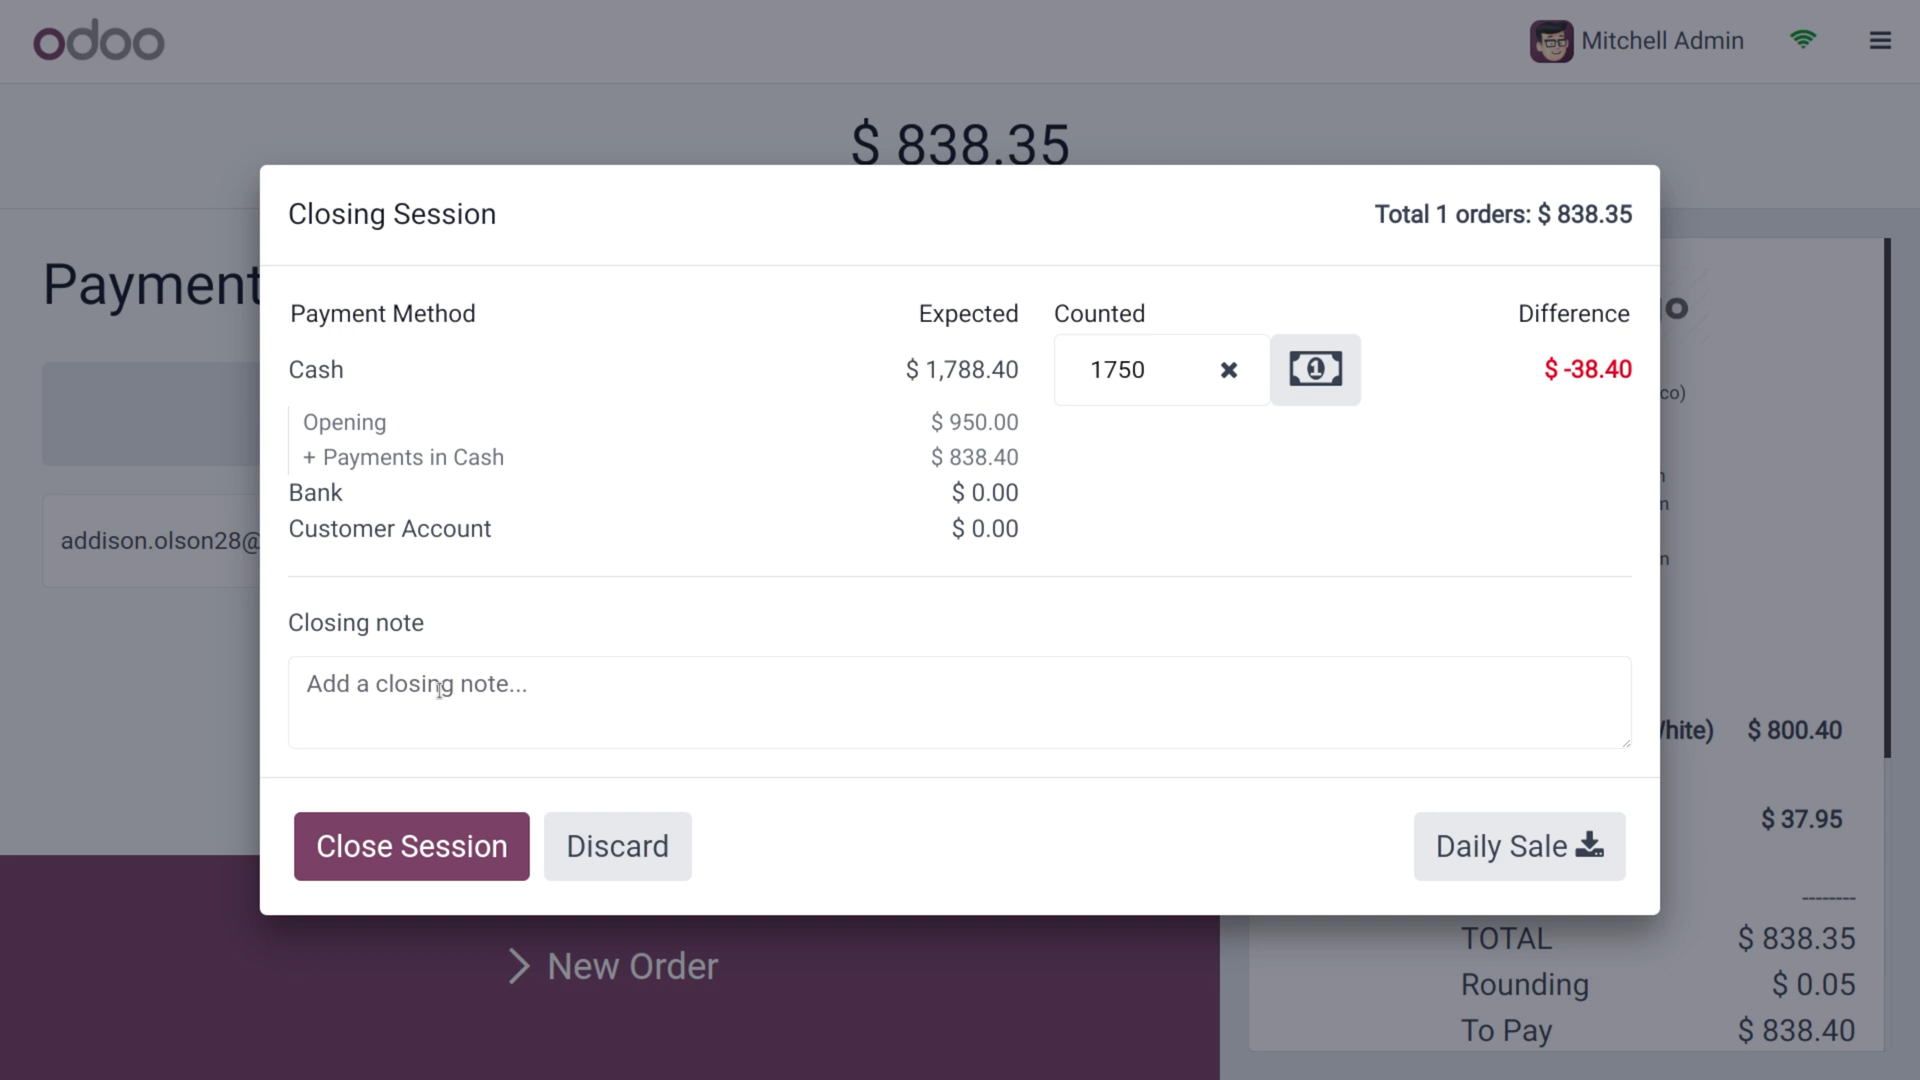 odoo
Mitchell Admin
$ 838.35
Payment
addison.olson28@
Closing Session
Total 1 orders: $ 838.35
Payment Method Expected Counted Difference
Cash $ 1,788.40 1750 $ -38.40
Opening $ 950.00
+ Payments in Cash $ 838.40
Bank $ 0.00
Customer Account $ 0.00
Closing note
Add a closing note...
Close Session Discard Daily Sale
New Order
co)
n
n
n
hite) $ 800.40
$ 37.95
--------
TOTAL $ 838.35
Rounding $ 0.05
To Pay $ 838.40